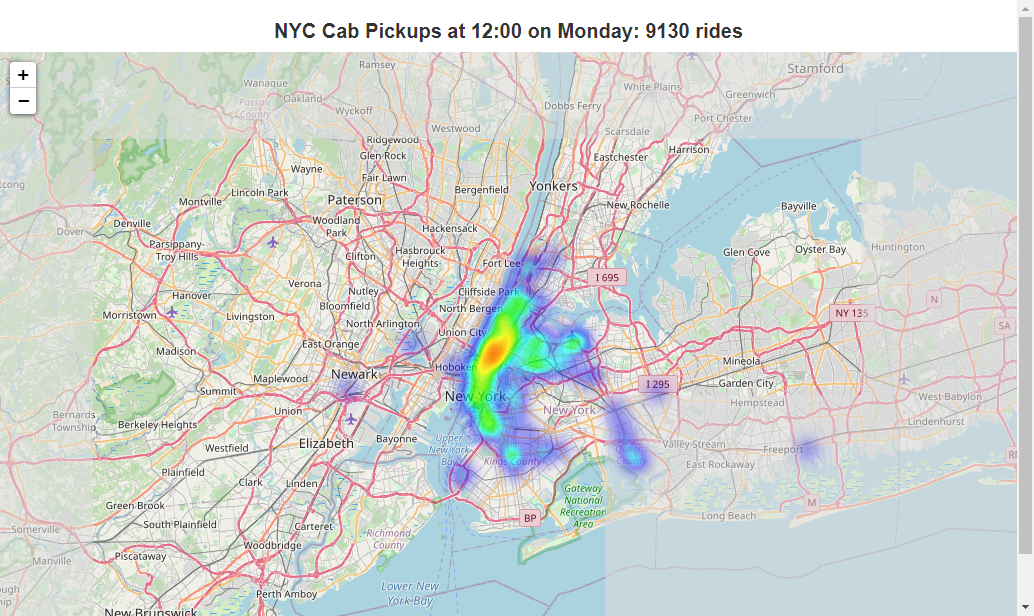 NYC Cab Pickups at 12:00 on Monday: 9130 rides
+
−
Ramsey
Stamford
Wanaque
White Plains
Greenwich
Oakland
Passaic
County
Wyckoff
Dobbs Ferry
Port Chester
Westwood
Scarsdale
Ridgewood
Harrison
Glen Rock
Eastchester
Wayne
Fair Lawn
Lincoln Park
Bergenfield
Yonkers
Montville
Paterson
New Rochelle
Bayville
Denville
Woodland
Park
Hackensack
Dover
Parsippany-
Troy Hills
Hasbrouck
Heights
Clifton
Glen Cove
Oyster Bay
Huntington
Fort Lee
I 695
Verona
Nutley
Cliffside Park
Hanover
Bloomfield
North Bergen
N
Morristown
Livingston
North Arlington
NY 135
SA
Union City
East Orange
Madison
Mineola
Newark
Hoboken
Maplewood
I 295
Garden City
Summit
New York
West Babylon
Hempstead
Union
New York
Bernards
Township
Berkeley Heights
Lindenhurst
Elizabeth
Bayonne
Upper
New York
Bay
Valley Stream
Freeport
Westfield
Kings County
Queens
East Rockaway
Plainfield
Clark
Linden
Gateway
National
Recreation
Area
M
Green Brook
BP
Long Beach
South Plainfield
Carteret
Somerville
Richmond
County
Woodbridge
Piscataway
Manville
Lower New
York Bay
Perth Amboy
New Brunswick